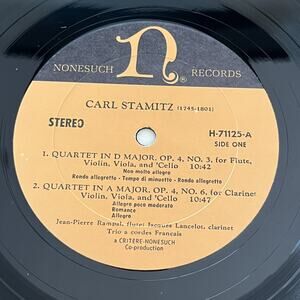 n
NONESUCH RECORDS
CARL STAMITZ (1745-1801)
STEREO
H-71125-A
SIDE ONE
1. QUARTET IN D MAJOR, OP. 4, NO. 3, for Flute,
Violin, Viola, and 'Cello 10:42
Non molto allegro
Rondo allegretto - Tempo di minuetto - Rondo allegretto
2. QUARTET IN A MAJOR, OP. 4, NO. 6, for Clarinet
Violin, Viola, and 'Cello 10:47
Allegro poco moderato
Romance
Allegro
Jean-Pierre Rampal, flute; Jacques Lancelot, clarinet
Trio a cordes Francais
a CRITERE-NONESUCH
Co-production